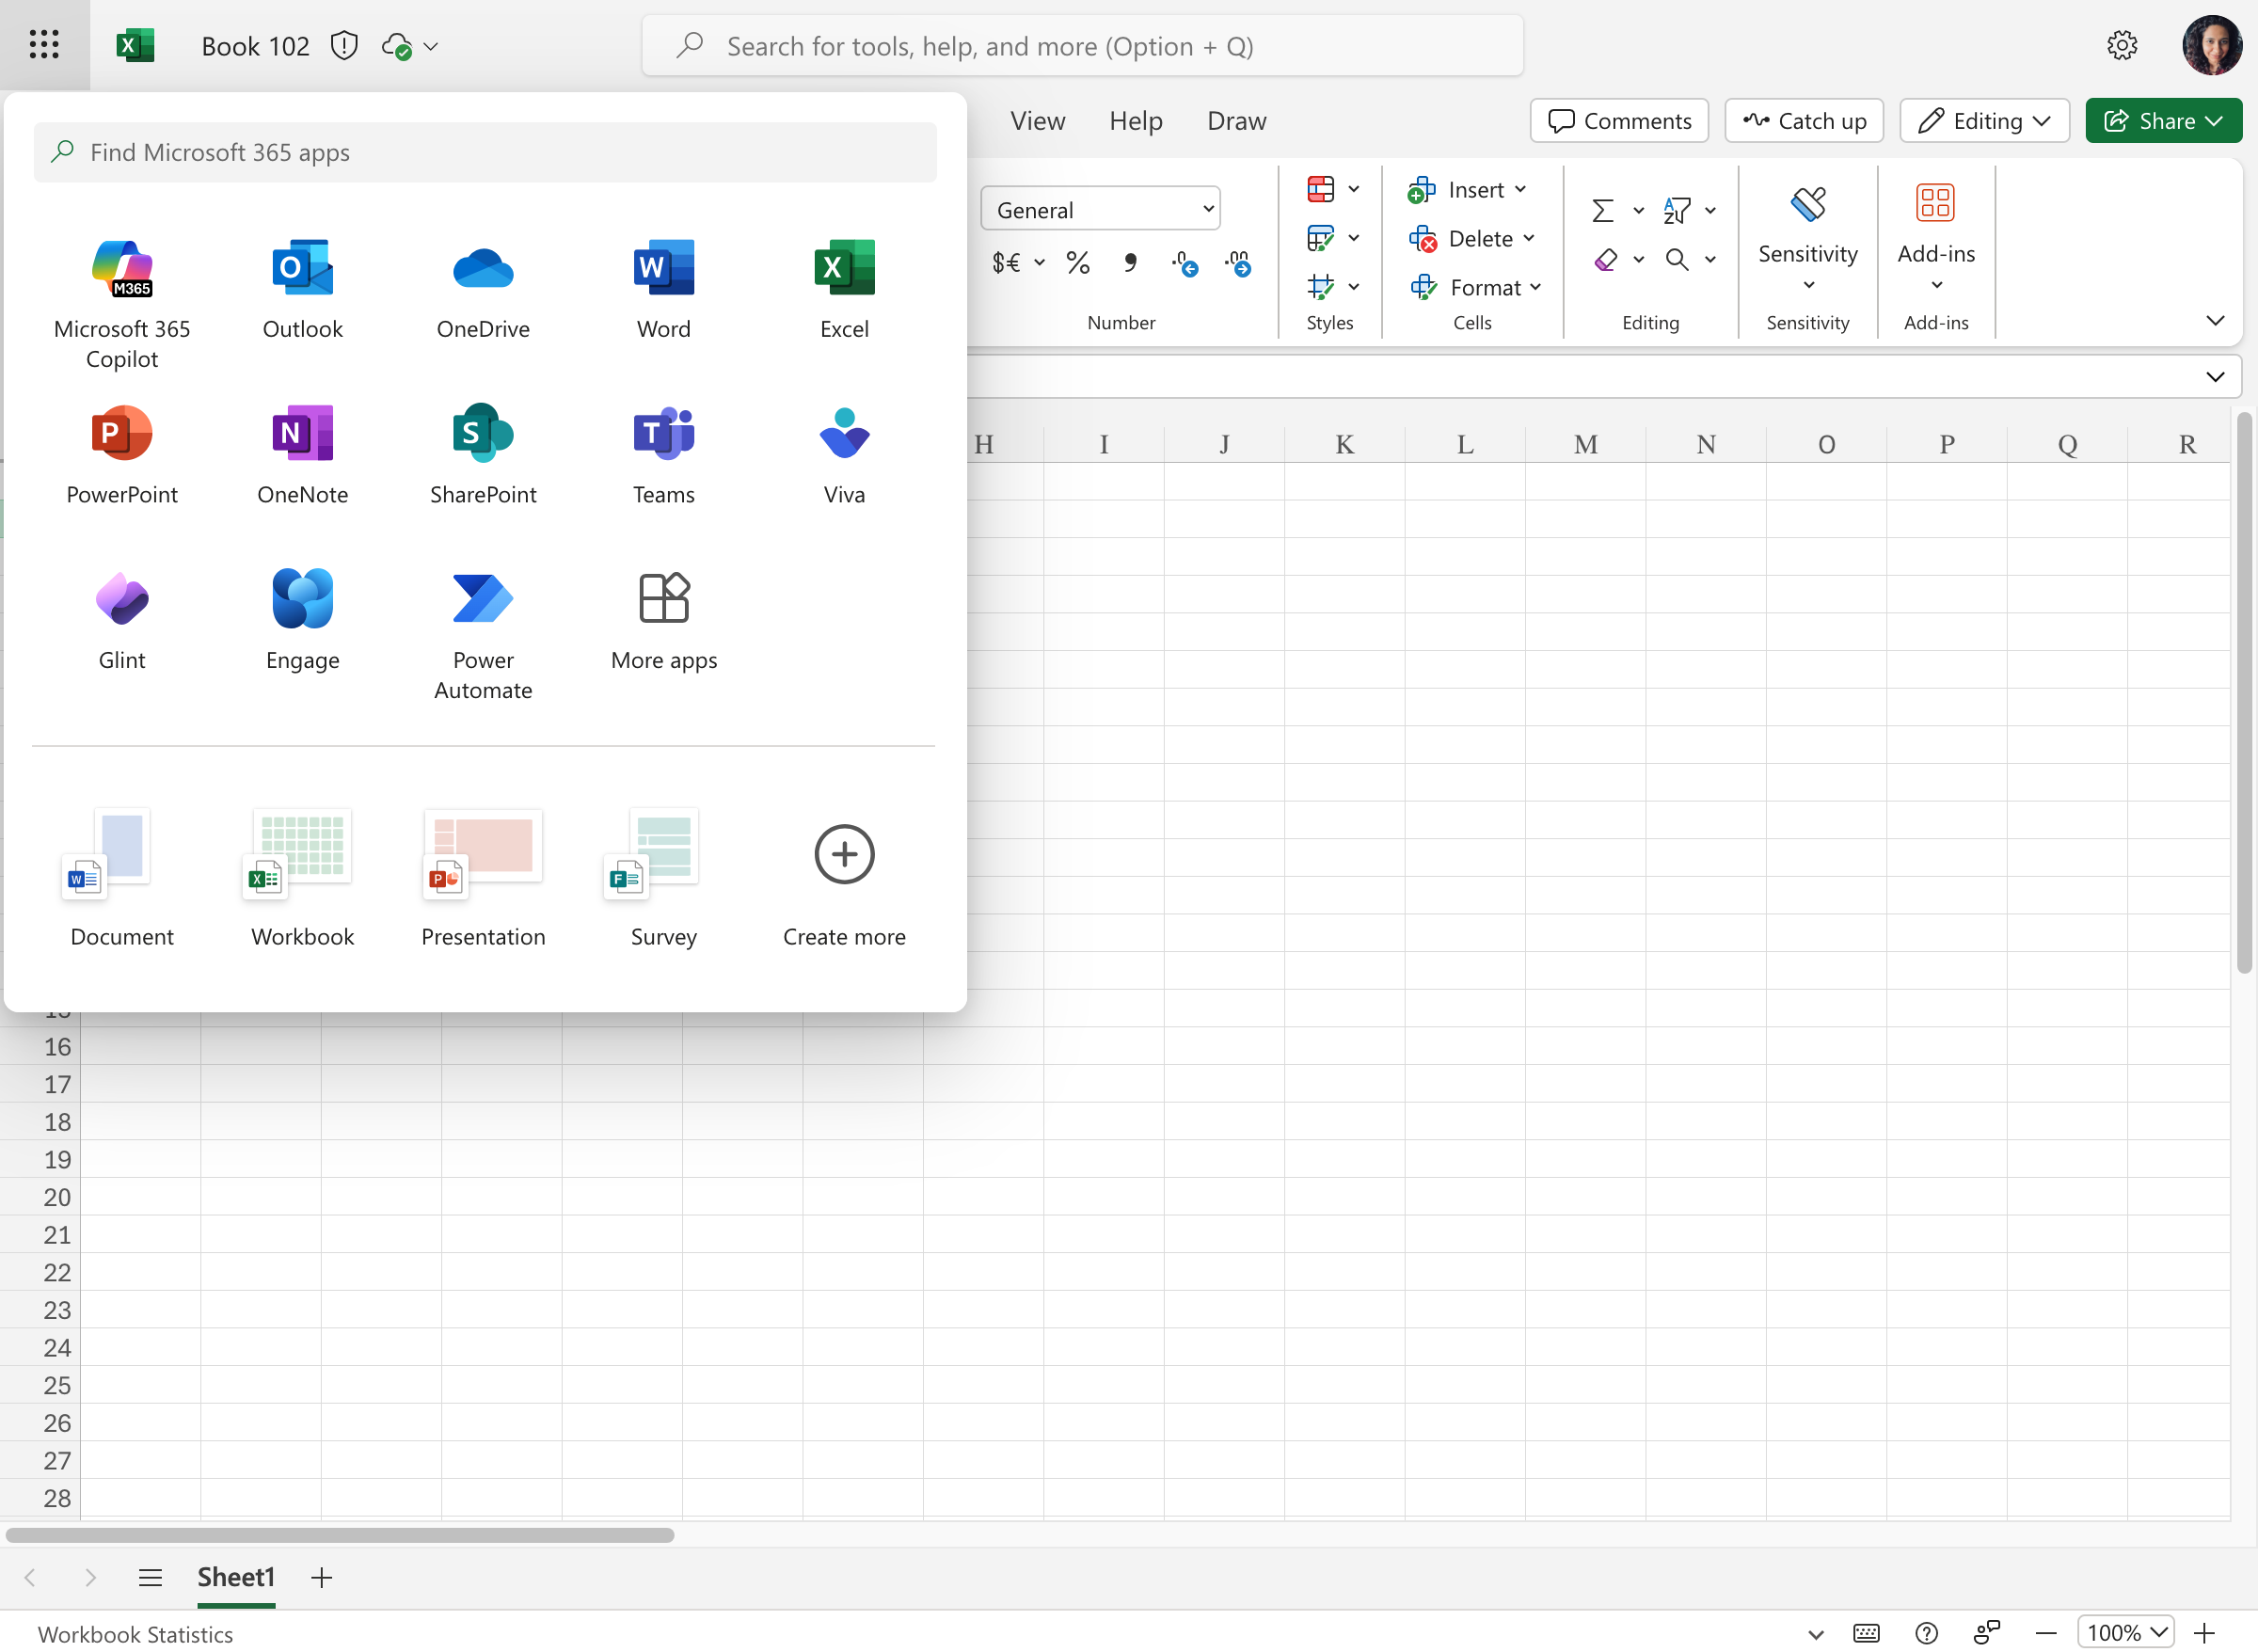 Book 102
Search for tools, help, and more (Option + Q)
View Help Draw
Comments Catch up Editing Share
Find Microsoft 365 apps
M365
Microsoft 365
Copilot
Outlook
OneDrive
Word
Excel
PowerPoint
OneNote
SharePoint
Teams
Viva
Glint
Engage
Power
Automate
More apps
Document
Workbook
Presentation
Survey
Create more
General
$€ % , .0 .00
Number
Styles
Insert
Delete
Format
Cells
Editing
Sensitivity
Sensitivity
Add-ins
Add-ins
H I J K L M N O P Q R
15
16
17
18
19
20
21
22
23
24
25
26
27
28
Sheet1
Workbook Statistics
100%